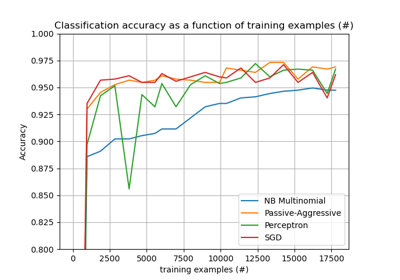 Classification accuracy as a function of training examples (#)
1.000
0.975
0.950
0.925
0.900
0.875
0.850
0.825
0.800
Accuracy
NB Multinomial
Passive-Aggressive
Perceptron
SGD
0 2500 5000 7500 10000 12500 15000 17500
training examples (#)